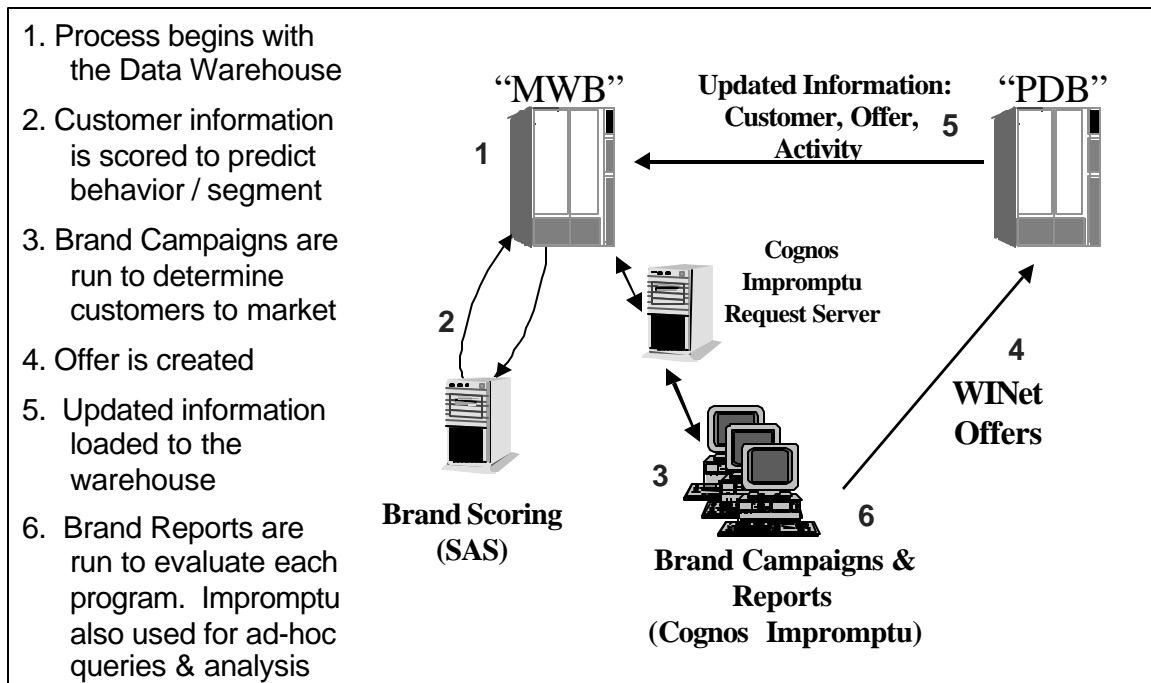 1. Process begins with
the Data Warehouse
2. Customer information
is scored to predict
behavior / segment
3. Brand Campaigns are
run to determine
customers to market
4. Offer is created
5. Updated information
loaded to the
warehouse
6. Brand Reports are
run to evaluate each
program. Impromptu
also used for ad-hoc
queries & analysis
“MWB”
1
Updated Information:
Customer, Offer,
Activity
5
“PDB”
2
Cognos
Impromptu
Request Server
4
WINet
Offers
Brand Scoring
(SAS)
3
6
Brand Campaigns &
Reports
(Cognos Impromptu)